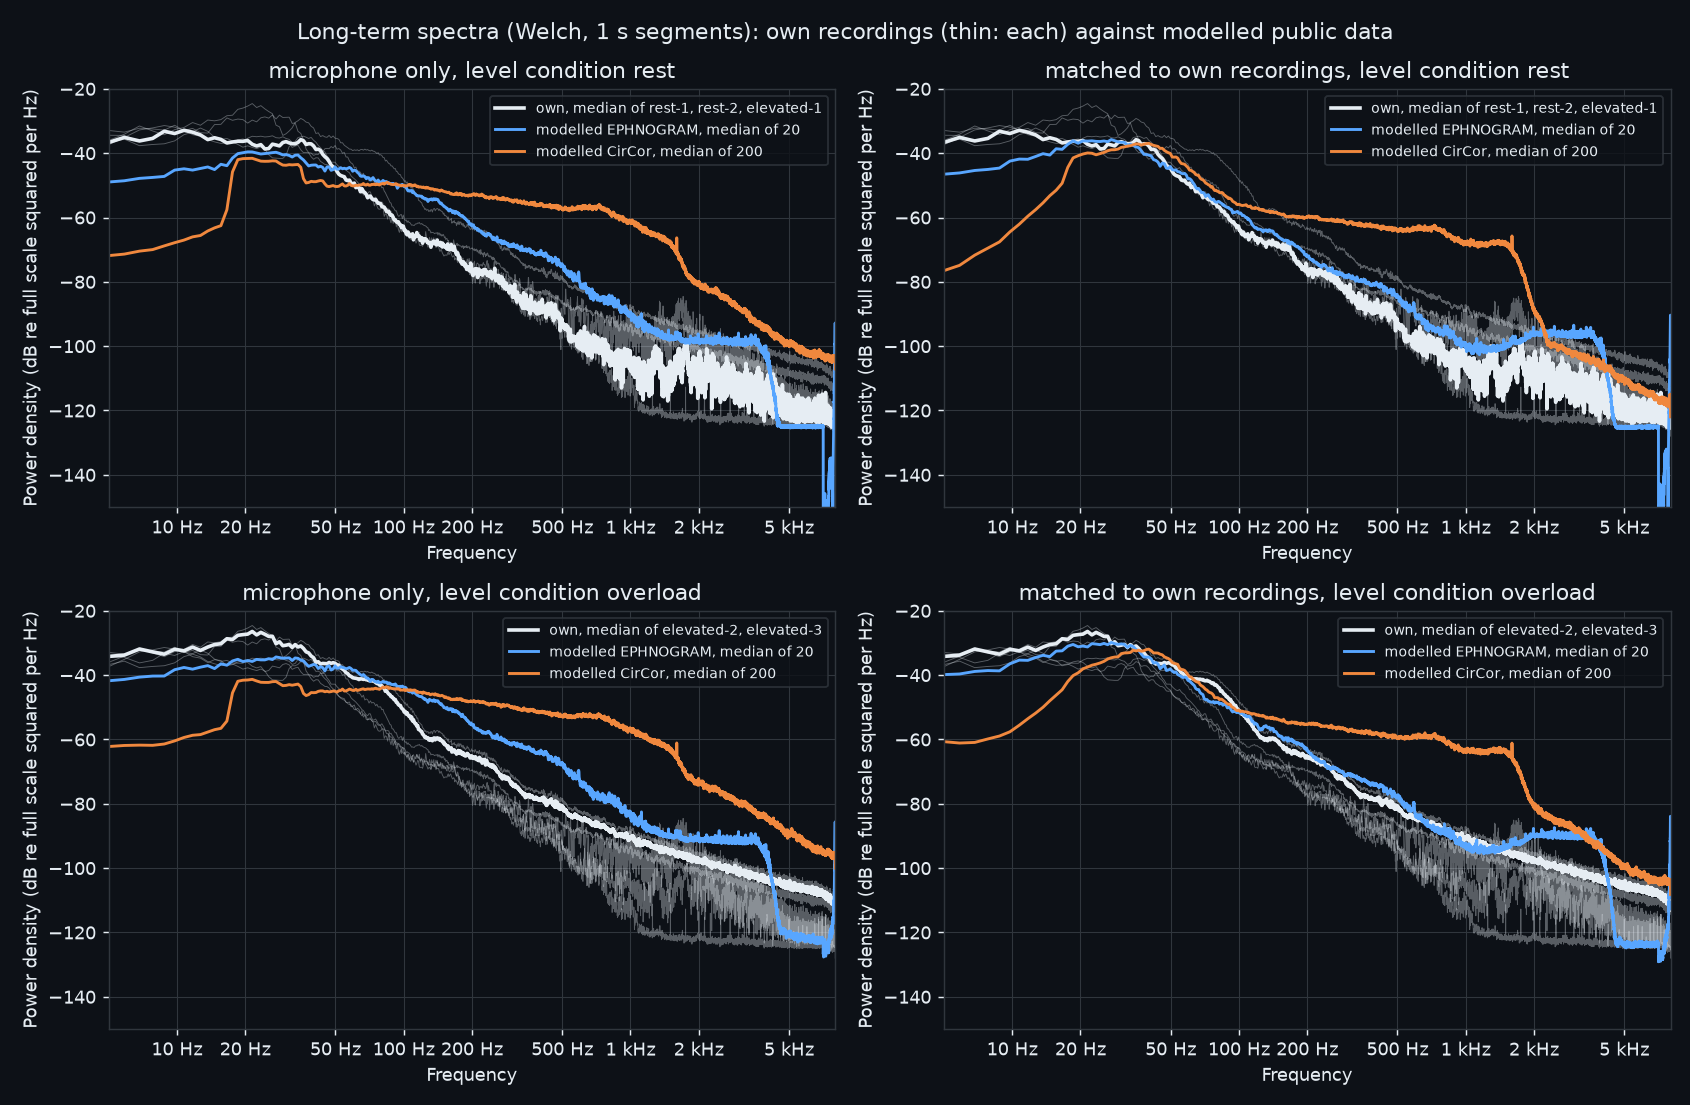 Long-term spectra (Welch, 1 s segments): own recordings (thin: each) against modelled public data
microphone only, level condition rest
Power density (dB re full scale squared per Hz)
−20
−40
−60
−80
−100
−120
−140
own, median of rest-1, rest-2, elevated-1
modelled EPHNOGRAM, median of 20
modelled CirCor, median of 200
10 Hz 20 Hz 50 Hz 100 Hz 200 Hz 500 Hz 1 kHz 2 kHz 5 kHz
Frequency
matched to own recordings, level condition rest
Power density (dB re full scale squared per Hz)
−20
−40
−60
−80
−100
−120
−140
own, median of rest-1, rest-2, elevated-1
modelled EPHNOGRAM, median of 20
modelled CirCor, median of 200
10 Hz 20 Hz 50 Hz 100 Hz 200 Hz 500 Hz 1 kHz 2 kHz 5 kHz
Frequency
microphone only, level condition overload
Power density (dB re full scale squared per Hz)
−20
−40
−60
−80
−100
−120
−140
own, median of elevated-2, elevated-3
modelled EPHNOGRAM, median of 20
modelled CirCor, median of 200
10 Hz 20 Hz 50 Hz 100 Hz 200 Hz 500 Hz 1 kHz 2 kHz 5 kHz
Frequency
matched to own recordings, level condition overload
Power density (dB re full scale squared per Hz)
−20
−40
−60
−80
−100
−120
−140
own, median of elevated-2, elevated-3
modelled EPHNOGRAM, median of 20
modelled CirCor, median of 200
10 Hz 20 Hz 50 Hz 100 Hz 200 Hz 500 Hz 1 kHz 2 kHz 5 kHz
Frequency